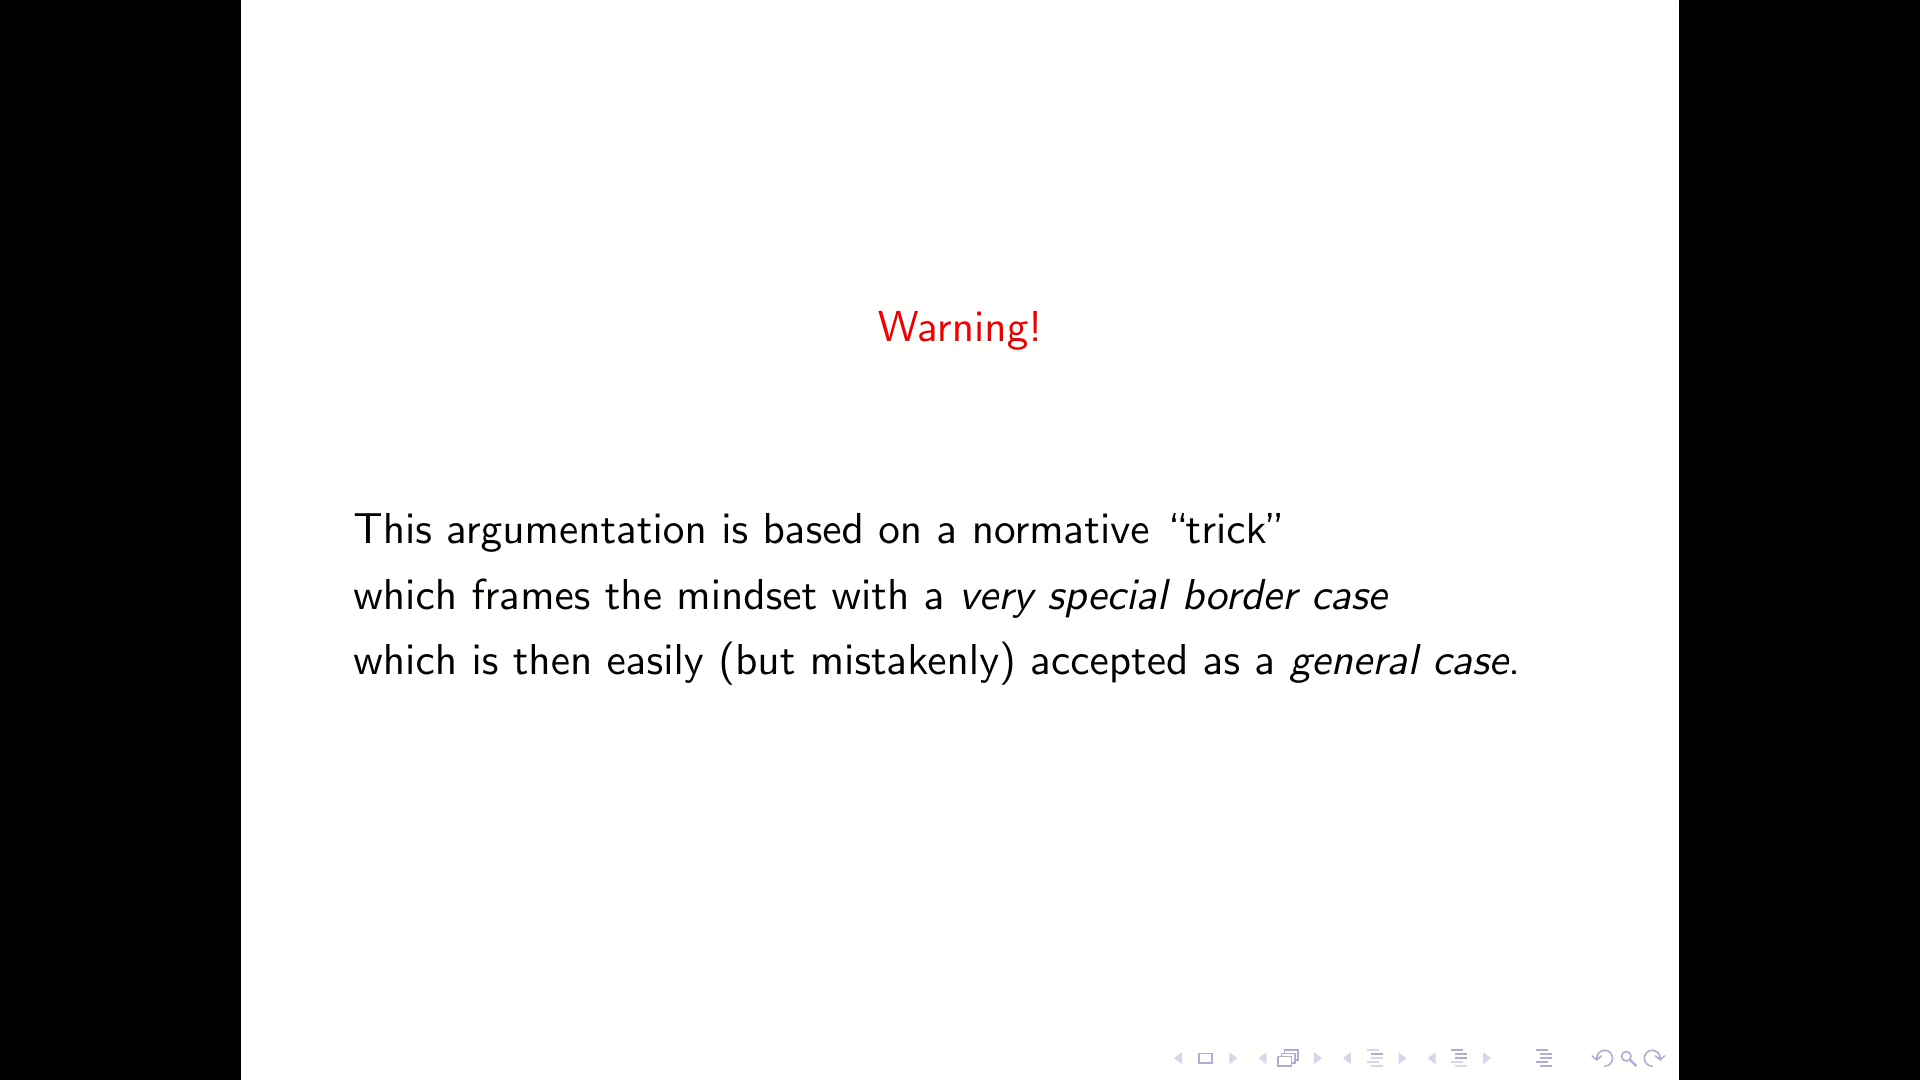 Warning!
This argumentation is based on a normative “trick”
which frames the mindset with a very special border case
which is then easily (but mistakenly) accepted as a general case.